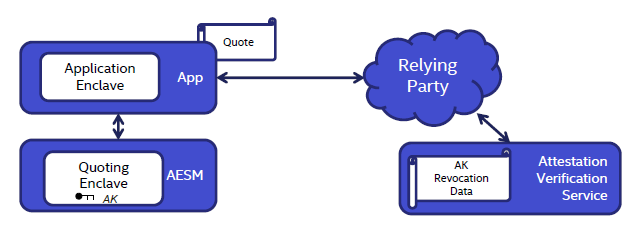 Quote
Application
Enclave
App
Relying
Party
Quoting
Enclave
AK
AESM
AK
Revocation
Data
Attestation
Verification
Service